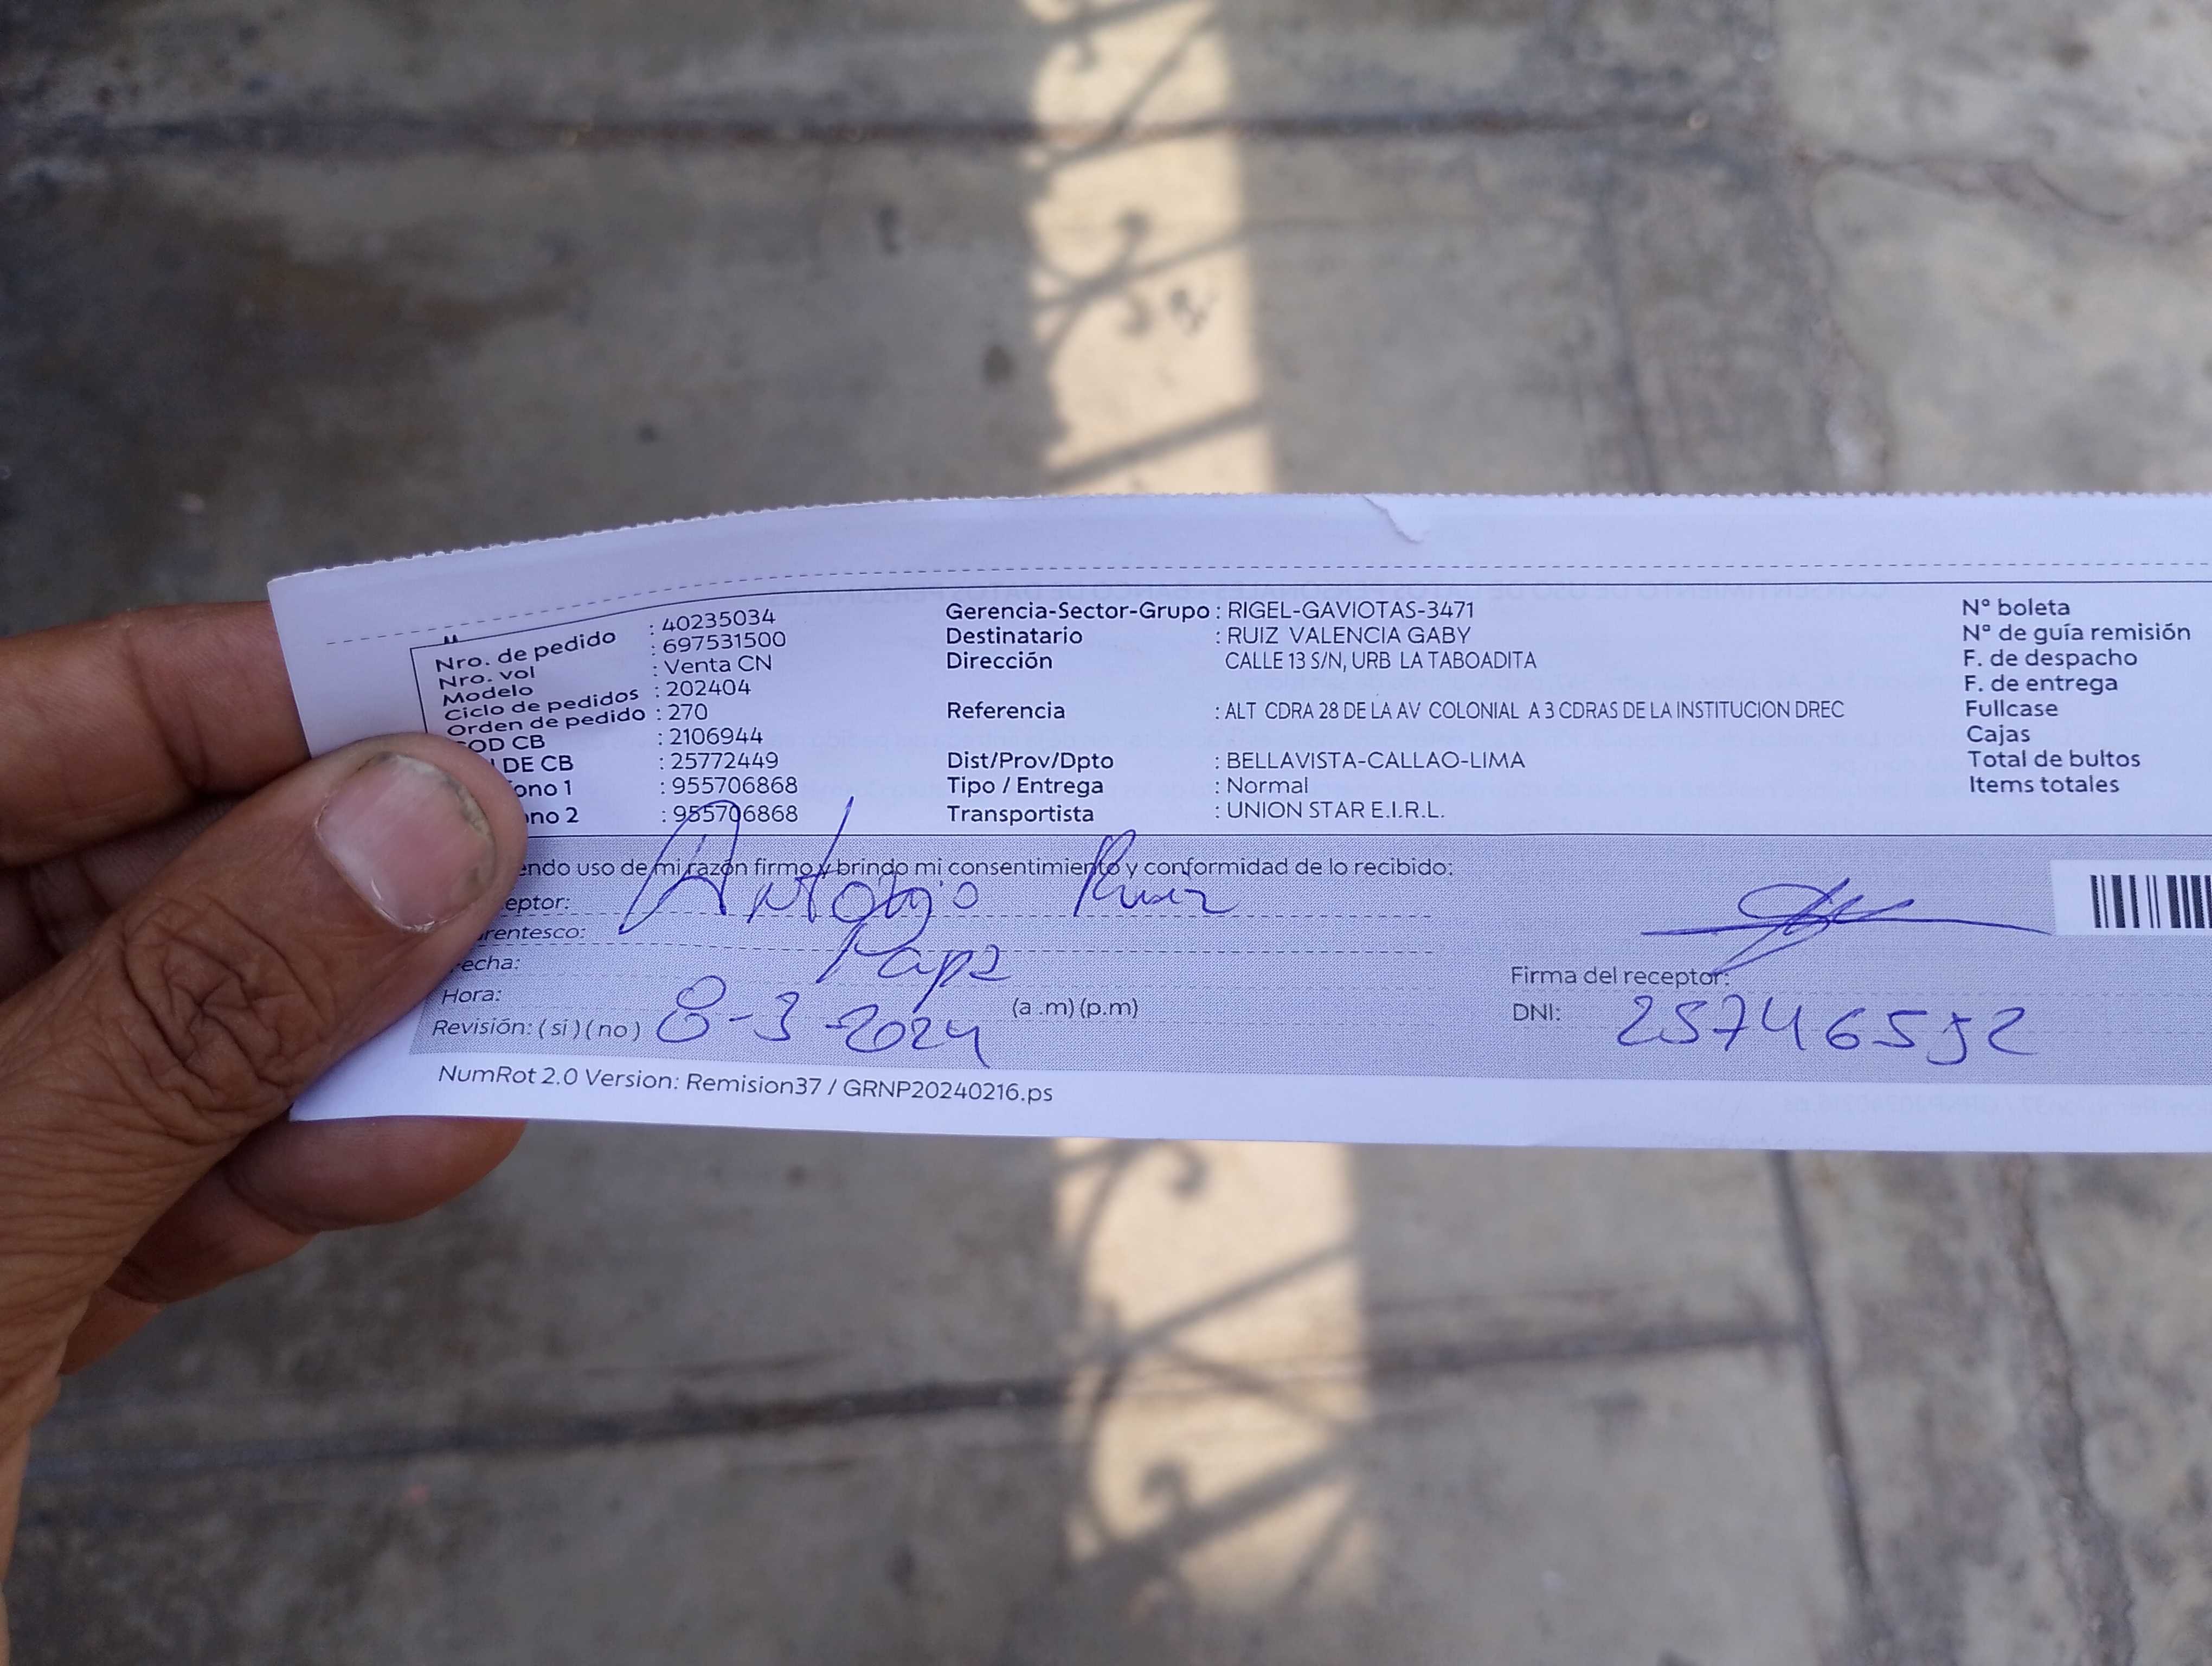 Nro. de pedido : 40235034
Nro. vol : 697531500
Modelo : Venta CN
Ciclo de pedidos : 202404
Orden de pedido : 270
OD CB : 2106944
DE CB : 25772449
ono 1 : 955706868
no 2 : 955706868
Gerencia-Sector-Grupo : RIGEL-GAVIOTAS-3471
Destinatario : RUIZ VALENCIA GABY
Dirección CALLE 13 S/N, URB LA TABOADITA
Referencia : ALT CDRA 28 DE LA AV COLONIAL A 3 CDRAS DE LA INSTITUCION DREC
Dist/Prov/Dpto : BELLAVISTA-CALLAO-LIMA
Tipo / Entrega : Normal
Transportista : UNION STAR E.I.R.L.
N° boleta
N° de guía remisión
F. de despacho
F. de entrega
Fullcase
Cajas
Total de bultos
Items totales
endo uso de mi razón firmo y brindo mi consentimiento y conformidad de lo recibido:
eptor: Antonio Ruiz
rentesco: Papa
echa:
Hora: (a .m) (p.m)
Revisión: ( si ) ( no ) 8-3-2024
Firma del receptor:
DNI: 25746552
NumRot 2.0 Version: Remision37 / GRNP20240216.ps